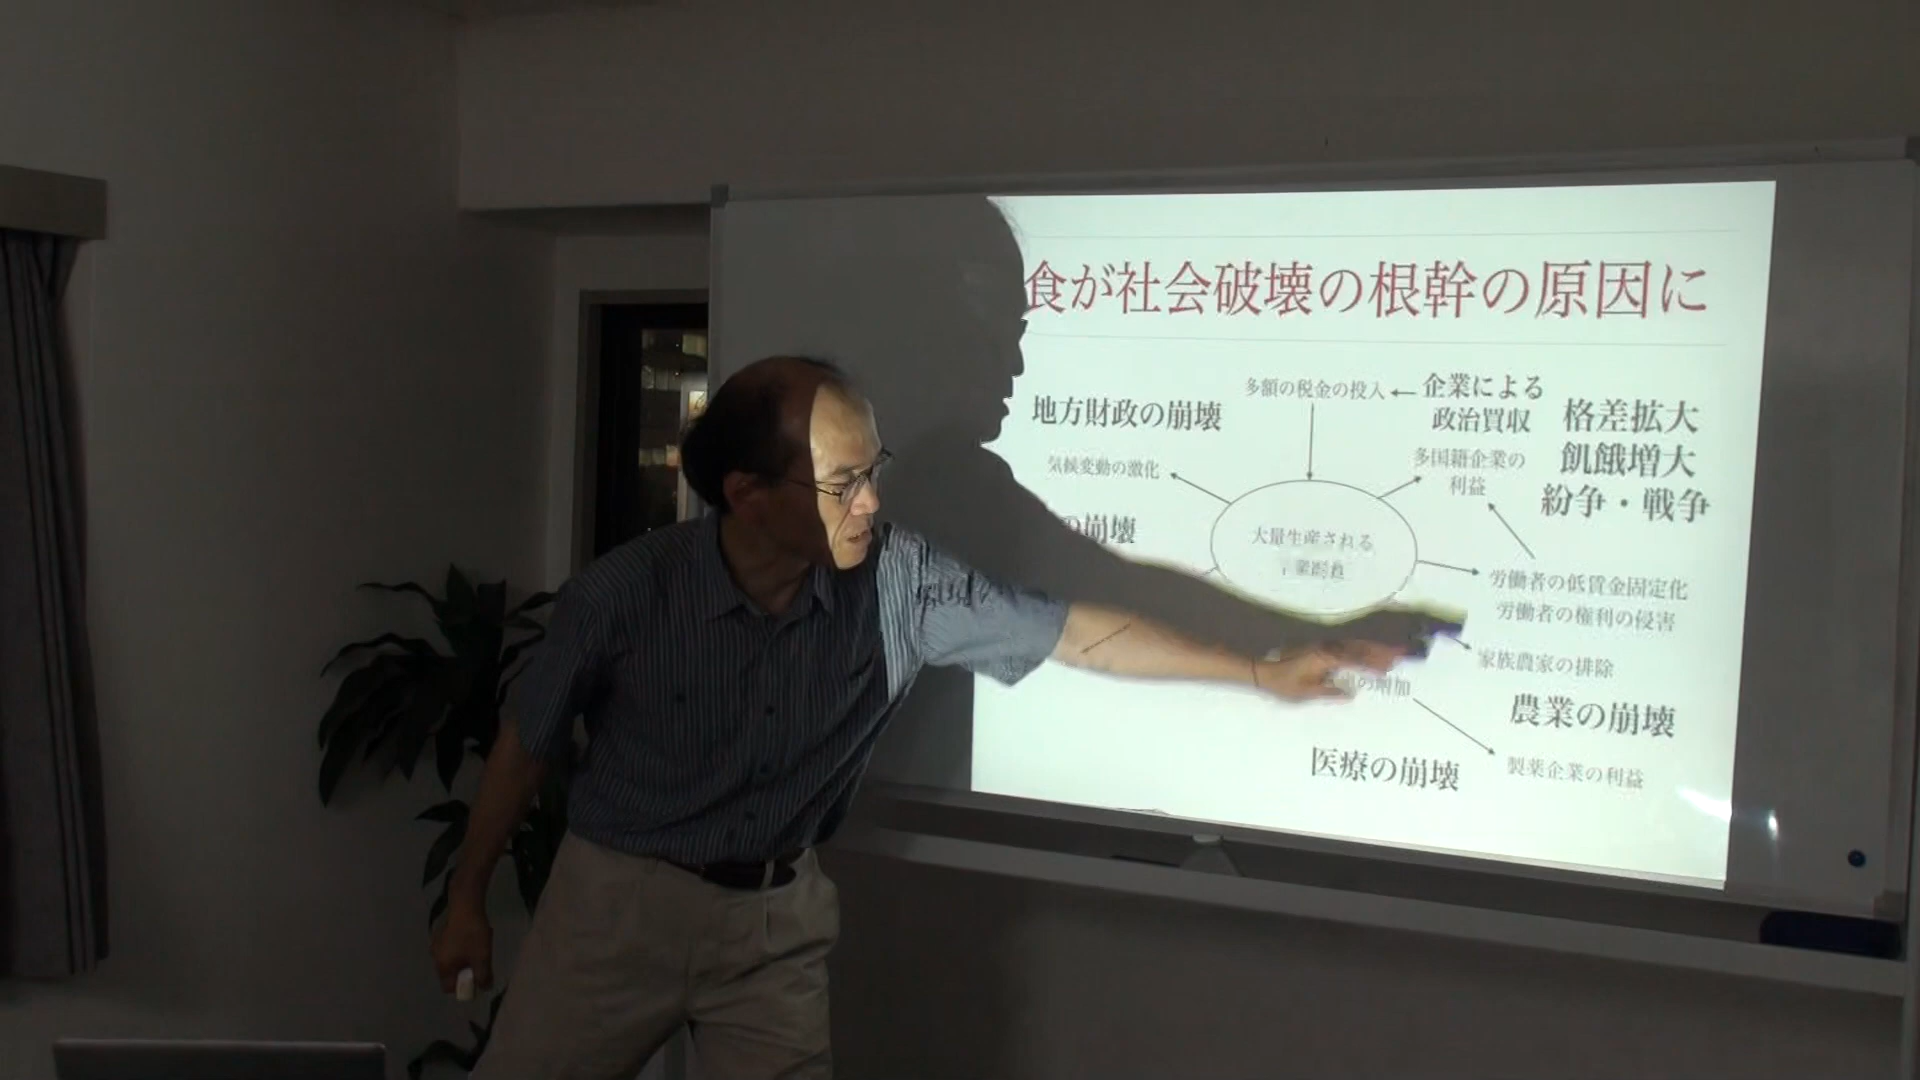 食が社会破壊の根幹の原因に
多額の税金の投入
企業による
政治買収
地方財政の崩壊
格差拡大
飢餓増大
紛争・戦争
気候変動の激化
多国籍企業の
利益
の崩壊
大量生産される
労働者の低賃金固定化
労働者の権利の侵害
環境
家族農家の排除
の増加
農業の崩壊
医療の崩壊
製薬企業の利益